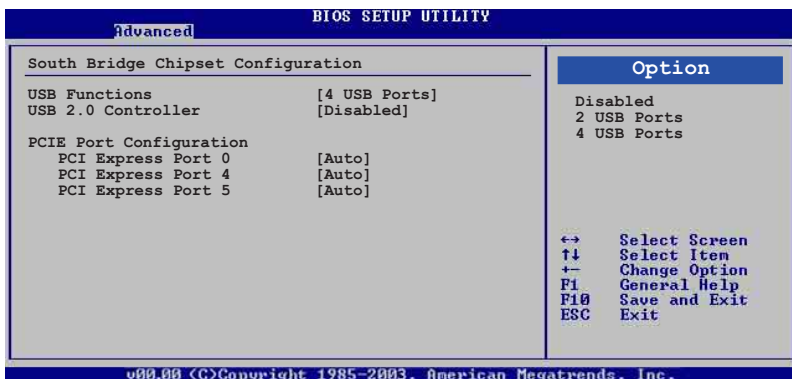 BIOS SETUP UTILITY
Advanced
South Bridge Chipset Configuration
USB Functions [4 USB Ports]
USB 2.0 Controller [Disabled]
PCIE Port Configuration
PCI Express Port 0 [Auto]
PCI Express Port 4 [Auto]
PCI Express Port 5 [Auto]
Option
Disabled
2 USB Ports
4 USB Ports
←→ Select Screen
↑↓ Select Item
+- Change Option
F1 General Help
F10 Save and Exit
ESC Exit
v00.00 (C)Copyright 1985-2003, American Megatrends, Inc.